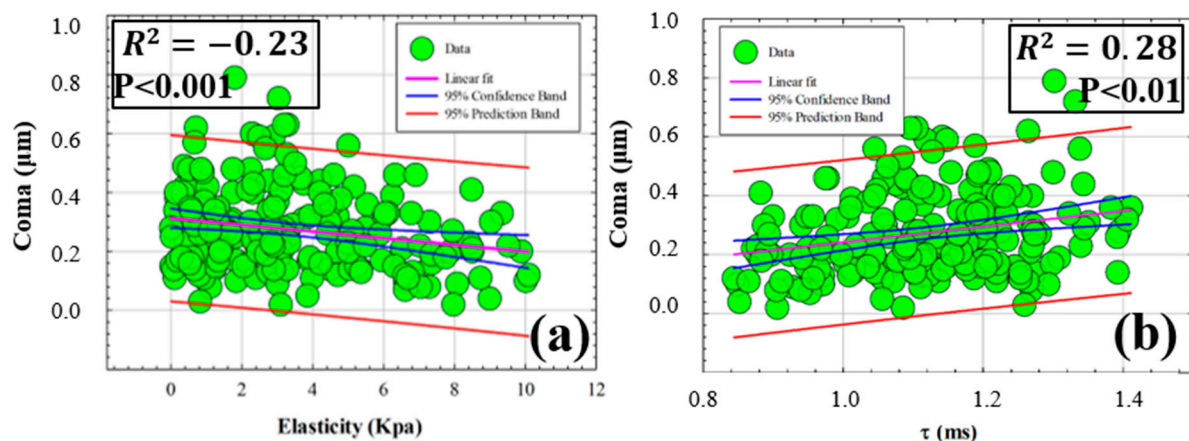 1.0
0.8
0.6
0.4
0.2
0.0
Coma (µm)
R² = −0.23
P<0.001
Data
Linear fit
95% Confidence Band
95% Prediction Band
(a)
0 2 4 6 8 10 12
Elasticity (Kpa)
1.0
0.8
0.6
0.4
0.2
0.0
Coma (µm)
Data
Linear fit
95% Confidence Band
95% Prediction Band
R² = 0.28
P<0.01
(b)
0.8 1.0 1.2 1.4
τ (ms)